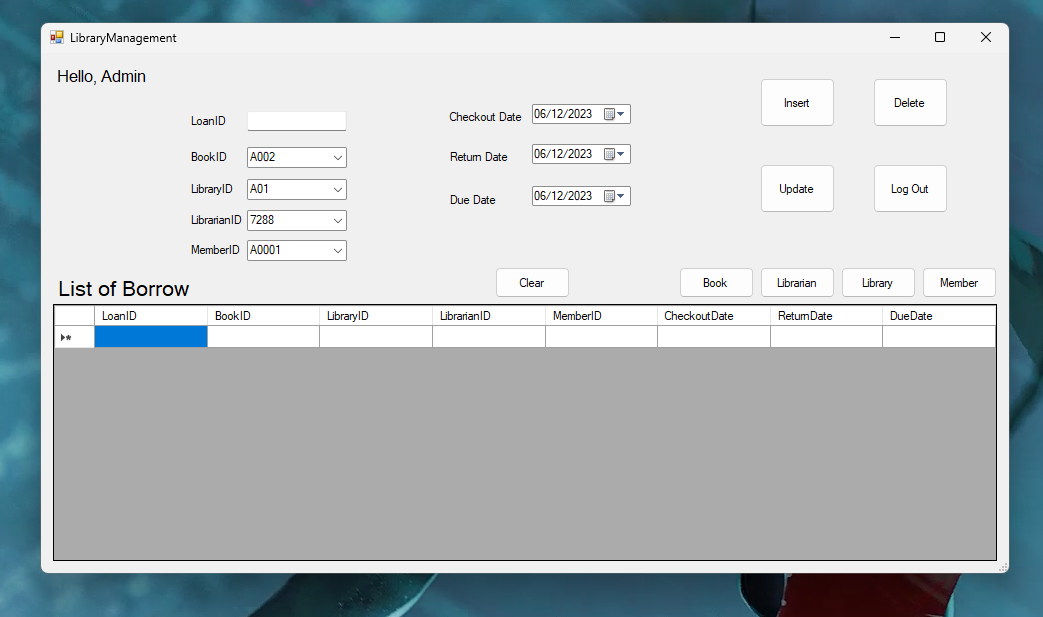 LibraryManagement
Hello, Admin
LoanID
BookID A002
LibraryID A01
LibrarianID 7288
MemberID A0001
Checkout Date 06/12/2023
Return Date 06/12/2023
Due Date 06/12/2023
Insert Delete
Update Log Out
List of Borrow
Clear Book Librarian Library Member
LoanID BookID LibraryID LibrarianID MemberID CheckoutDate ReturnDate DueDate